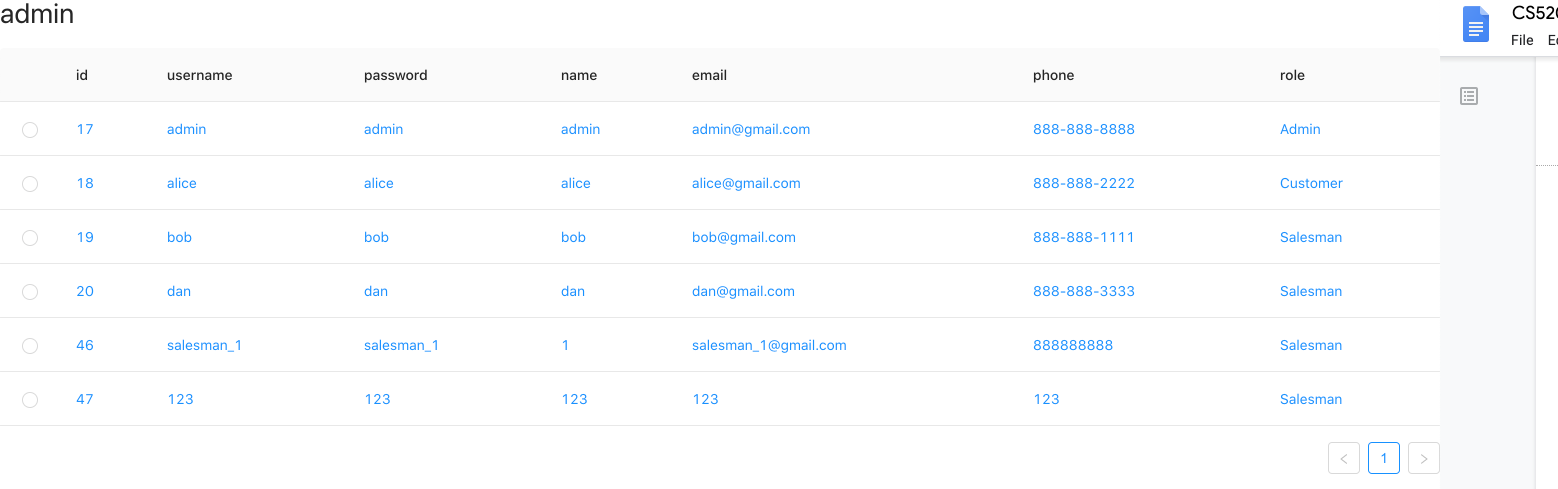 admin
CS520
File Ed
id username password name email phone role
17 admin admin admin admin@gmail.com 888-888-8888 Admin
18 alice alice alice alice@gmail.com 888-888-2222 Customer
19 bob bob bob bob@gmail.com 888-888-1111 Salesman
20 dan dan dan dan@gmail.com 888-888-3333 Salesman
46 salesman_1 salesman_1 1 salesman_1@gmail.com 888888888 Salesman
47 123 123 123 123 123 Salesman
< 1 >